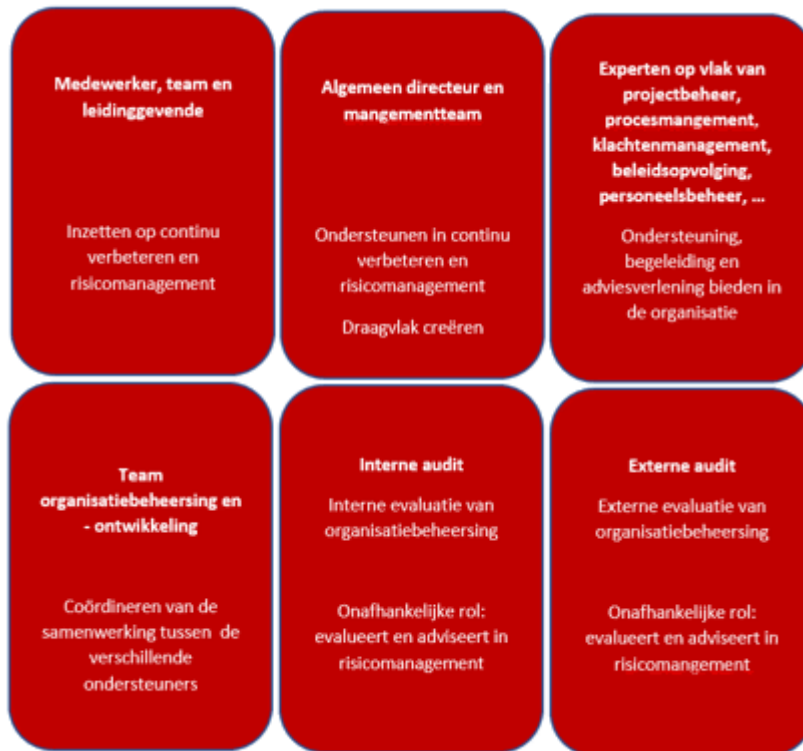 Medewerker, team en
leidinggevende
Inzetten op continu
verbeteren en
risicomanagement
Algemeen directeur en
mangementteam
Ondersteunen in continu
verbeteren en
risicomanagement
Draagvlak creëren
Experten op vlak van
projectbeheer,
procesmangement,
klachtenmanagement,
beleidsopvolging,
personeelsbeheer, ...
Ondersteuning,
begeleiding en
adviesverlening bieden in
de organisatie
Team
organisatiebeheersing en
- ontwikkeling
Coördineren van de
samenwerking tussen de
verschillende
ondersteuners
Interne audit
Interne evaluatie van
organisatiebeheersing
Onafhankelijke rol:
evalueert en adviseert in
risicomanagement
Externe audit
Externe evaluatie van
organisatiebeheersing
Onafhankelijke rol:
evalueert en adviseert in
risicomangement